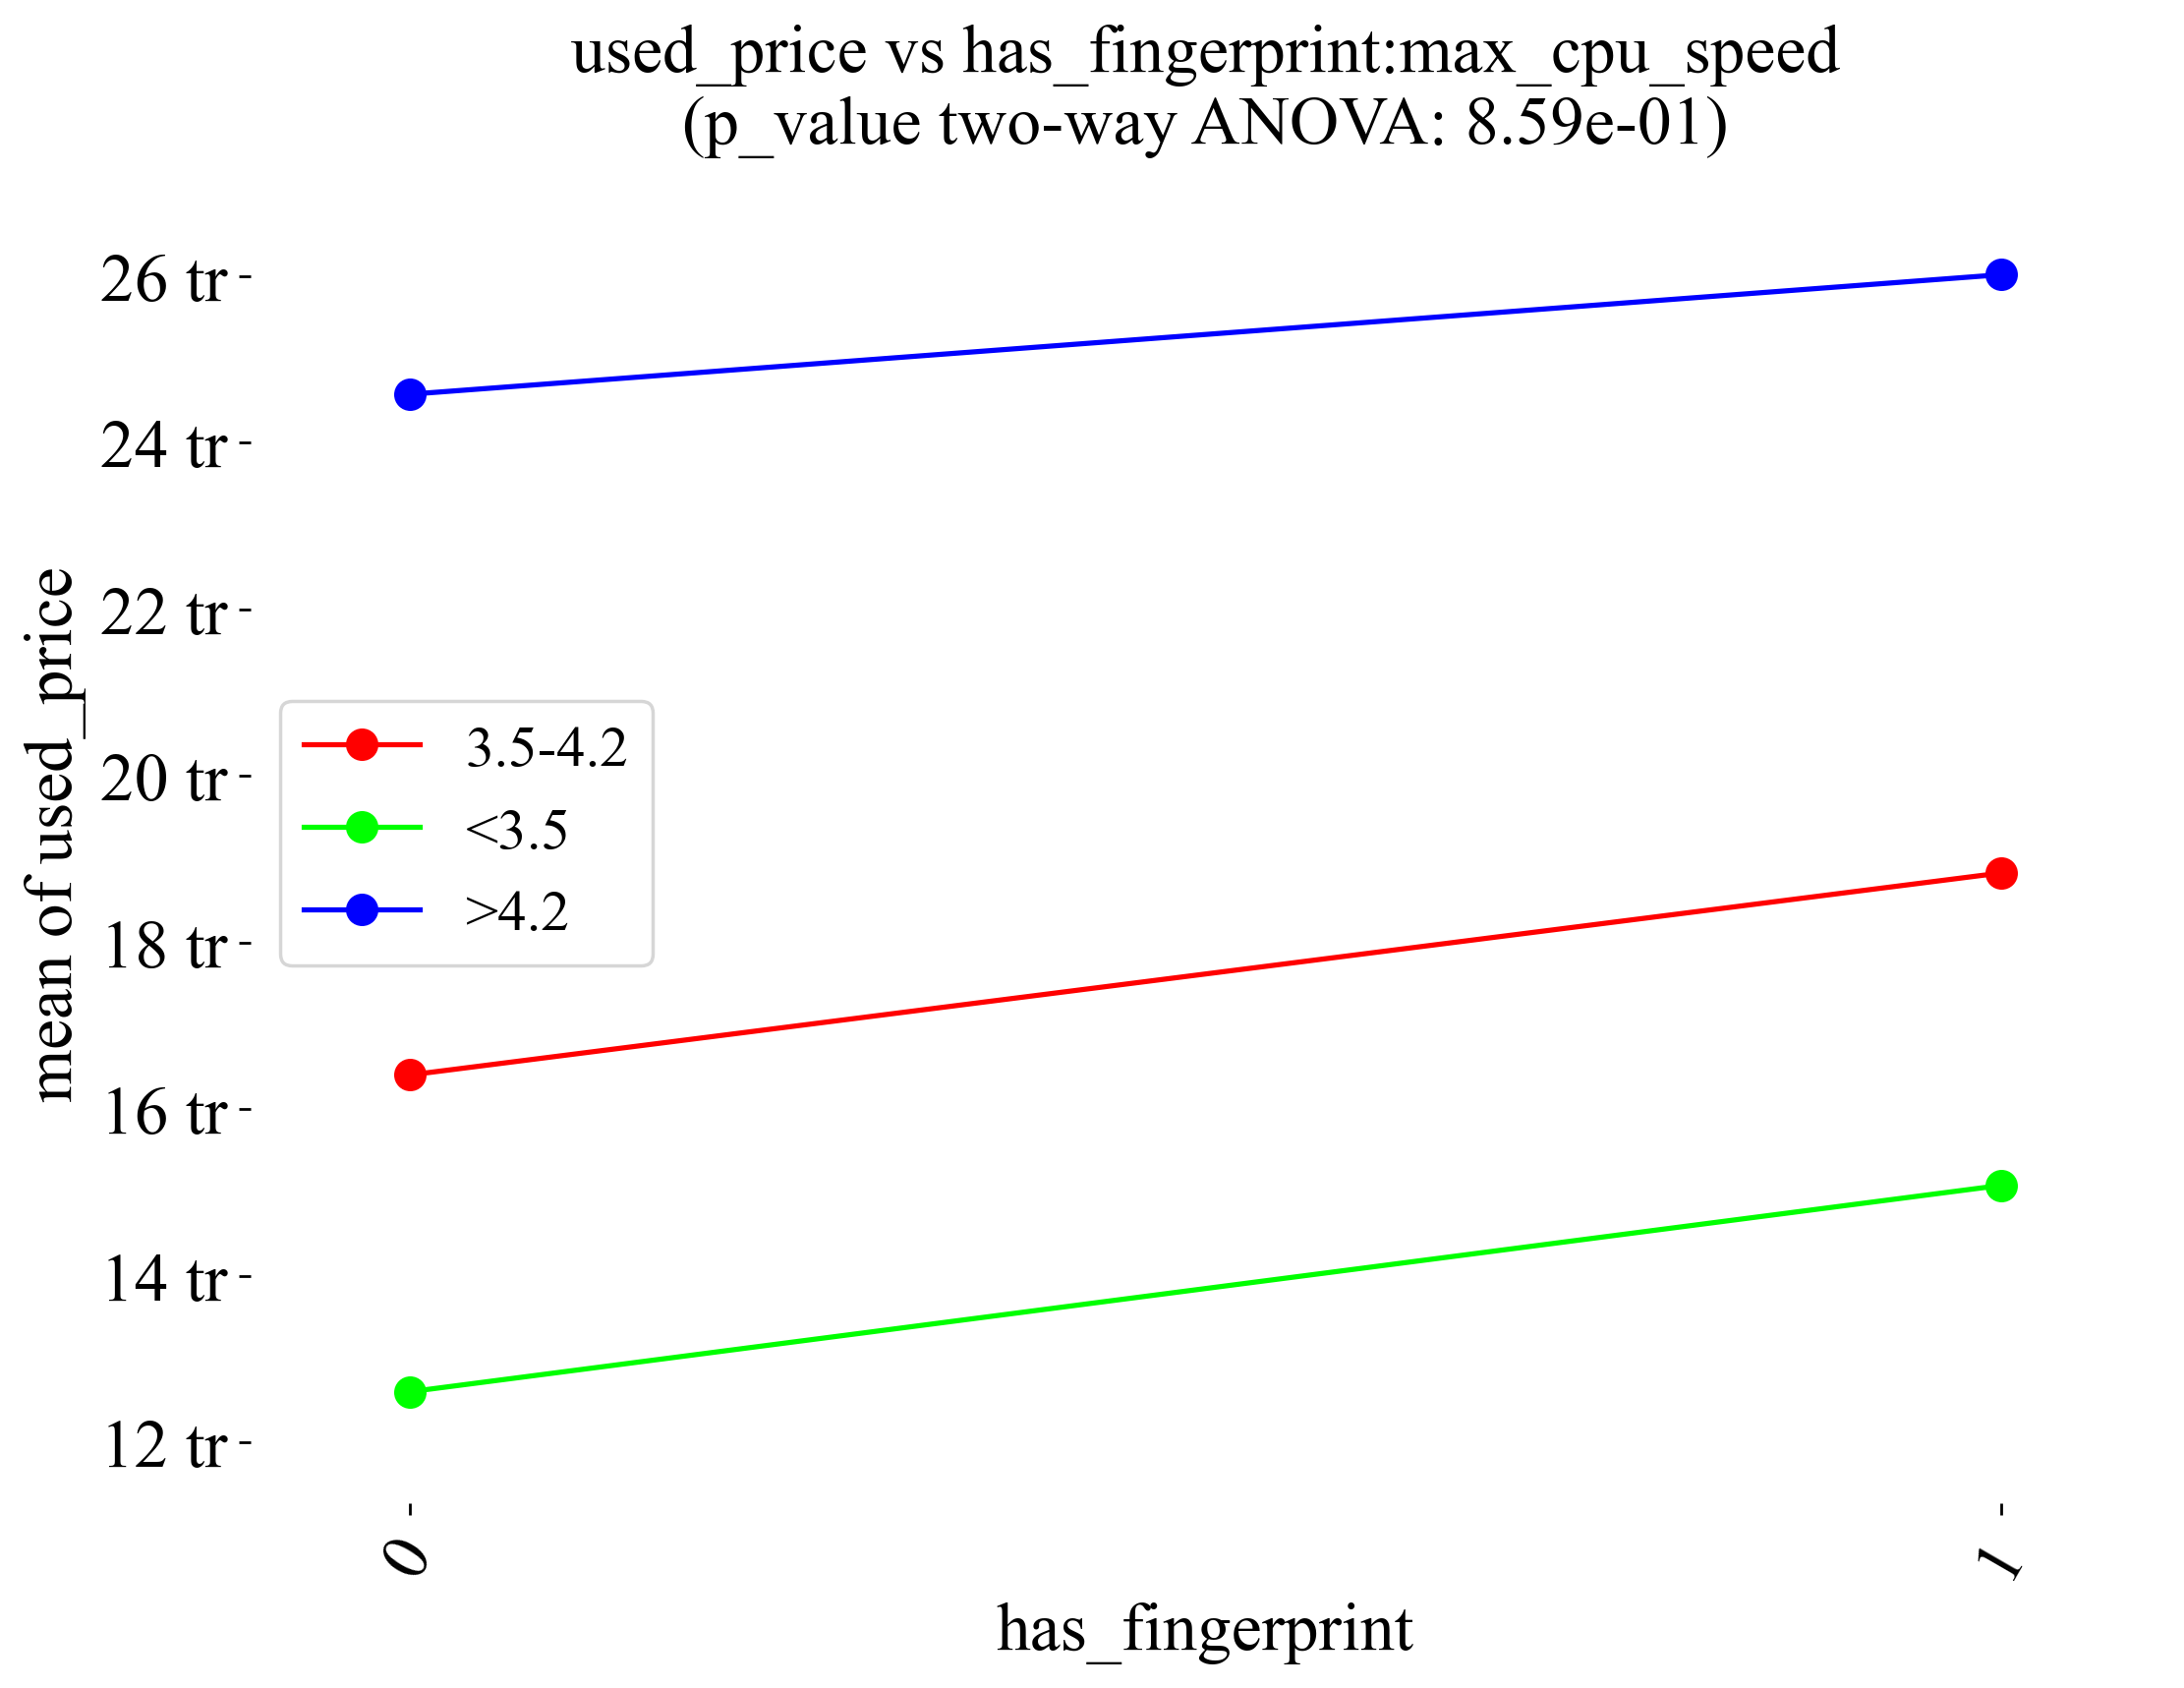 used_price vs has_fingerprint:max_cpu_speed
(p_value two-way ANOVA: 8.59e-01)
mean of used_price
26 tr
24 tr
22 tr
20 tr
18 tr
16 tr
14 tr
12 tr
3.5-4.2
<3.5
>4.2
0
1
has_fingerprint